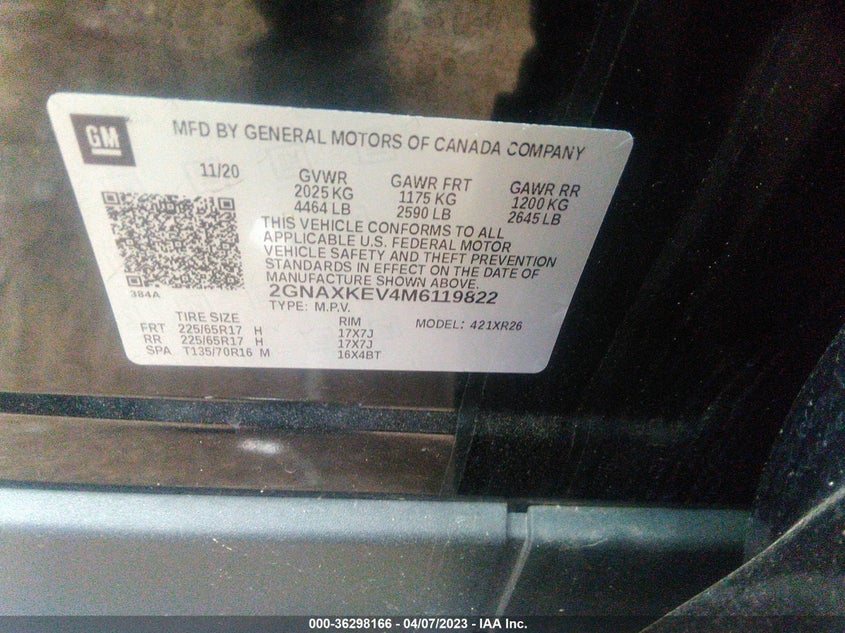 GM
MFD BY GENERAL MOTORS OF CANADA COMPANY
11/20
GVWR
2025 KG
4464 LB
GAWR FRT
1175 KG
2590 LB
GAWR RR
1200 KG
2645 LB
THIS VEHICLE CONFORMS TO ALL
APPLICABLE U.S. FEDERAL MOTOR
VEHICLE SAFETY AND THEFT PREVENTION
STANDARDS IN EFFECT ON THE DATE OF
MANUFACTURE SHOWN ABOVE.
384A
2GNAXKEV4M6119822
TYPE: M.P.V.
MODEL: 421XR26
TIRE SIZE RIM
FRT 225/65R17 H 17X7J
RR 225/65R17 H 17X7J
SPA T135/70R16 M 16X4BT
000-36298166 - 04/07/2023 - IAA Inc.